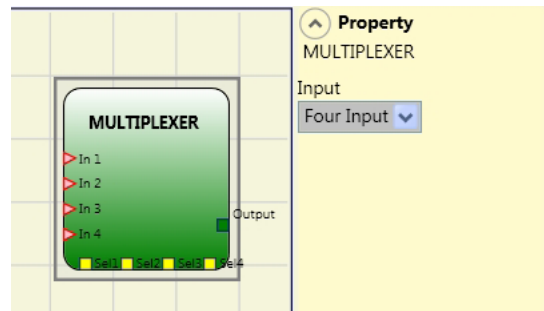 Property
MULTIPLEXER
Input
Four Input
MULTIPLEXER
In 1
In 2
In 3
In 4
Output
Sel1 Sel2 Sel3 Sel4